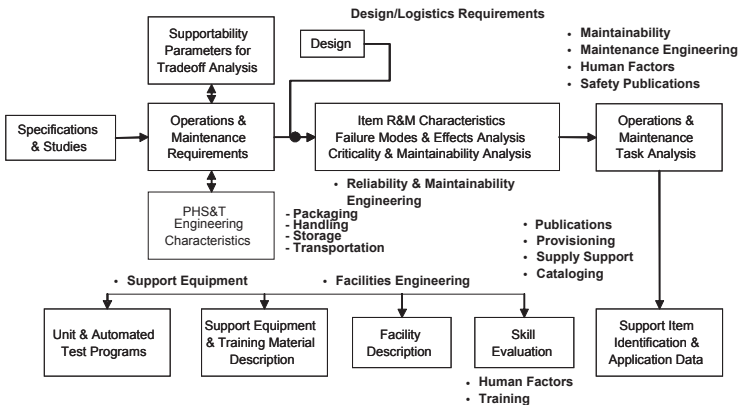 Design/Logistics Requirements
Supportability
Parameters for
Tradeoff Analysis
Design
• Maintainability
• Maintenance Engineering
• Human Factors
• Safety Publications
Specifications
& Studies
Operations &
Maintenance
Requirements
Item R&M Characteristics
Failure Modes & Effects Analysis
Criticality & Maintainability Analysis
Operations &
Maintenance
Task Analysis
• Reliability & Maintainability
Engineering
PHS&T
Engineering
Characteristics
- Packaging
- Handling
- Storage
- Transportation
• Publications
• Provisioning
• Supply Support
• Cataloging
• Support Equipment
• Facilities Engineering
Unit & Automated
Test Programs
Support Equipment
& Training Material
Description
Facility
Description
Skill
Evaluation
Support Item
Identification &
Application Data
• Human Factors
• Training